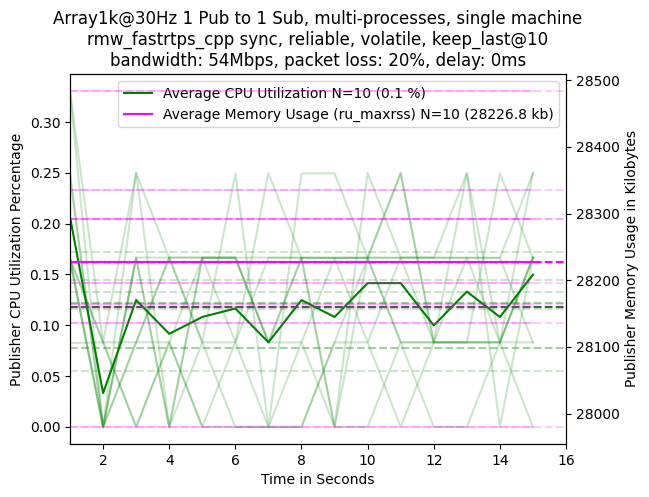 Array1k@30Hz 1 Pub to 1 Sub, multi-processes, single machine
rmw_fastrtps_cpp sync, reliable, volatile, keep_last@10
bandwidth: 54Mbps, packet loss: 20%, delay: 0ms
Average CPU Utilization N=10 (0.1 %)
Average Memory Usage (ru_maxrss) N=10 (28226.8 kb)
Publisher CPU Utilization Percentage
0.30
0.25
0.20
0.15
0.10
0.05
0.00
28500
28400
28300
28200
28100
28000
Publisher Memory Usage in Kilobytes
2 4 6 8 10 12 14 16
Time in Seconds